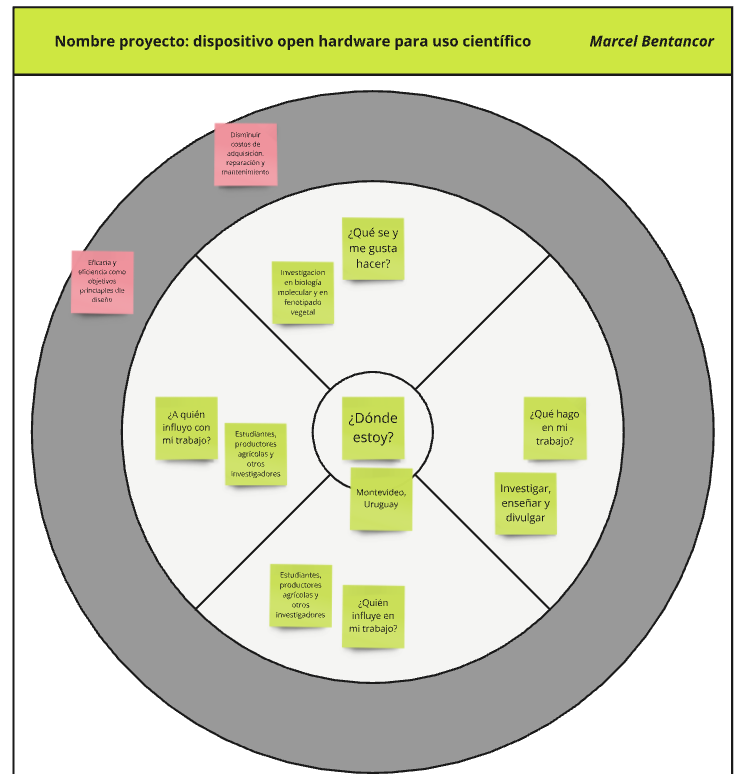 Nombre proyecto: dispositivo open hardware para uso científico
Marcel Bentancor
Disminuir
costos de
adquisicion,
reparación y
mantenimiento
Eficacia y
eficiencia como
objetivos
principales de
diseño
¿Qué se y
me gusta
hacer?
Investigacion
en biología
molecular y en
fenotipado
vegetal
¿A quién
influyo con
mi trabajo?
Estudiantes,
productores
agrícolas y
otros
investigadores
¿Dónde
estoy?
Montevideo,
Uruguay
¿Qué hago
en mi
trabajo?
Investigar,
enseñar y
divulgar
Estudiantes,
productores
agrícolas y
otros
investigadores
¿Quién
influye en
mi trabajo?